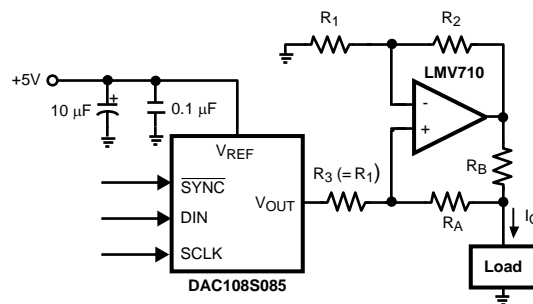 R1
R2
LMV710
+5V
+
10 µF
0.1 µF
-
+
VREF
RB
R3 (=R1)
SYNC
VOUT
RA
DIN
SCLK
Load
DAC108S085